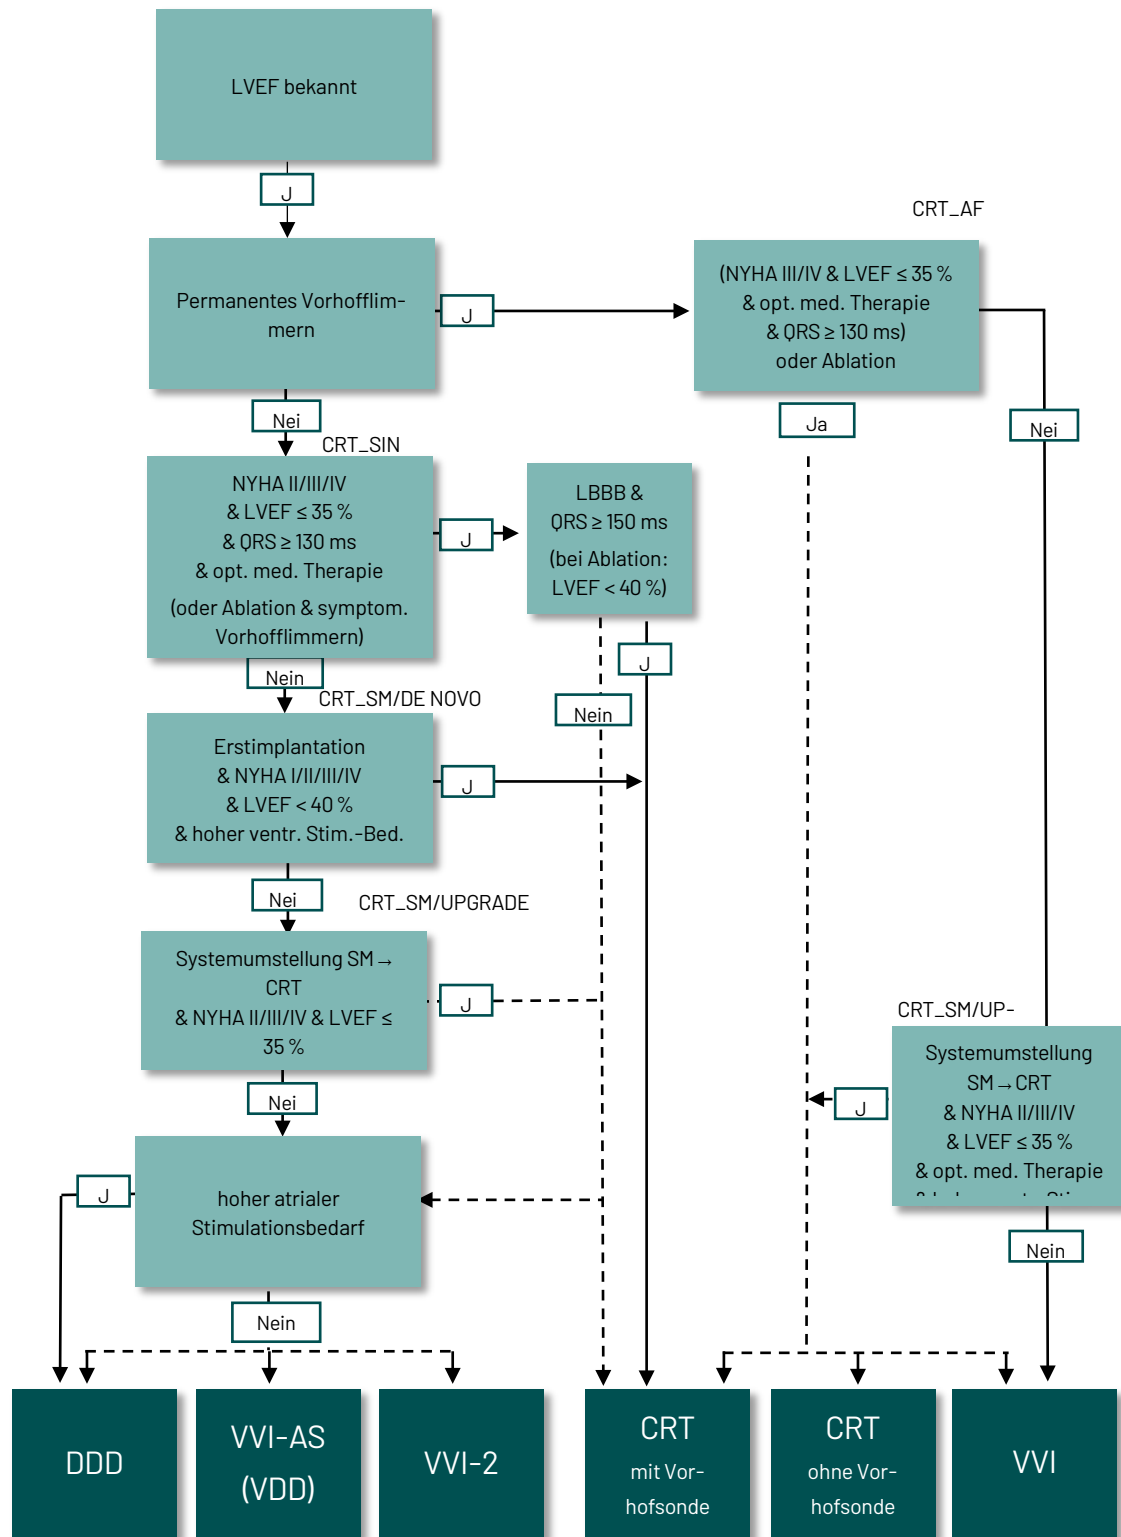 LVEF bekannt
J
CRT_AF
Permanentes Vorhofflim-
mern
J
(NYHA III/IV & LVEF ≤ 35 %
& opt. med. Therapie
& QRS ≥ 130 ms)
oder Ablation
Nei
Ja
Nei
CRT_SIN
NYHA II/III/IV
& LVEF ≤ 35 %
& QRS ≥ 130 ms
& opt. med. Therapie
(oder Ablation & symptom.
Vorhofflimmern)
J
LBBB &
QRS ≥ 150 ms
(bei Ablation:
LVEF < 40 %)
Nein
J
Nein
CRT_SM/DE NOVO
Erstimplantation
& NYHA I/II/III/IV
& LVEF < 40 %
& hoher ventr. Stim.-Bed.
J
Nei
CRT_SM/UPGRADE
Systemumstellung SM→
CRT
& NYHA II/III/IV & LVEF ≤
35 %
J
CRT_SM/UP-
Systemumstellung
SM→CRT
& NYHA II/III/IV
& LVEF ≤ 35 %
& opt. med. Therapie
J
Nei
hoher atrialer
Stimulationsbedarf
J
Nein
Nein
DDD
VVI-AS
(VDD)
VVI-2
CRT
mit Vor-
hofsonde
CRT
ohne Vor-
hofsonde
VVI